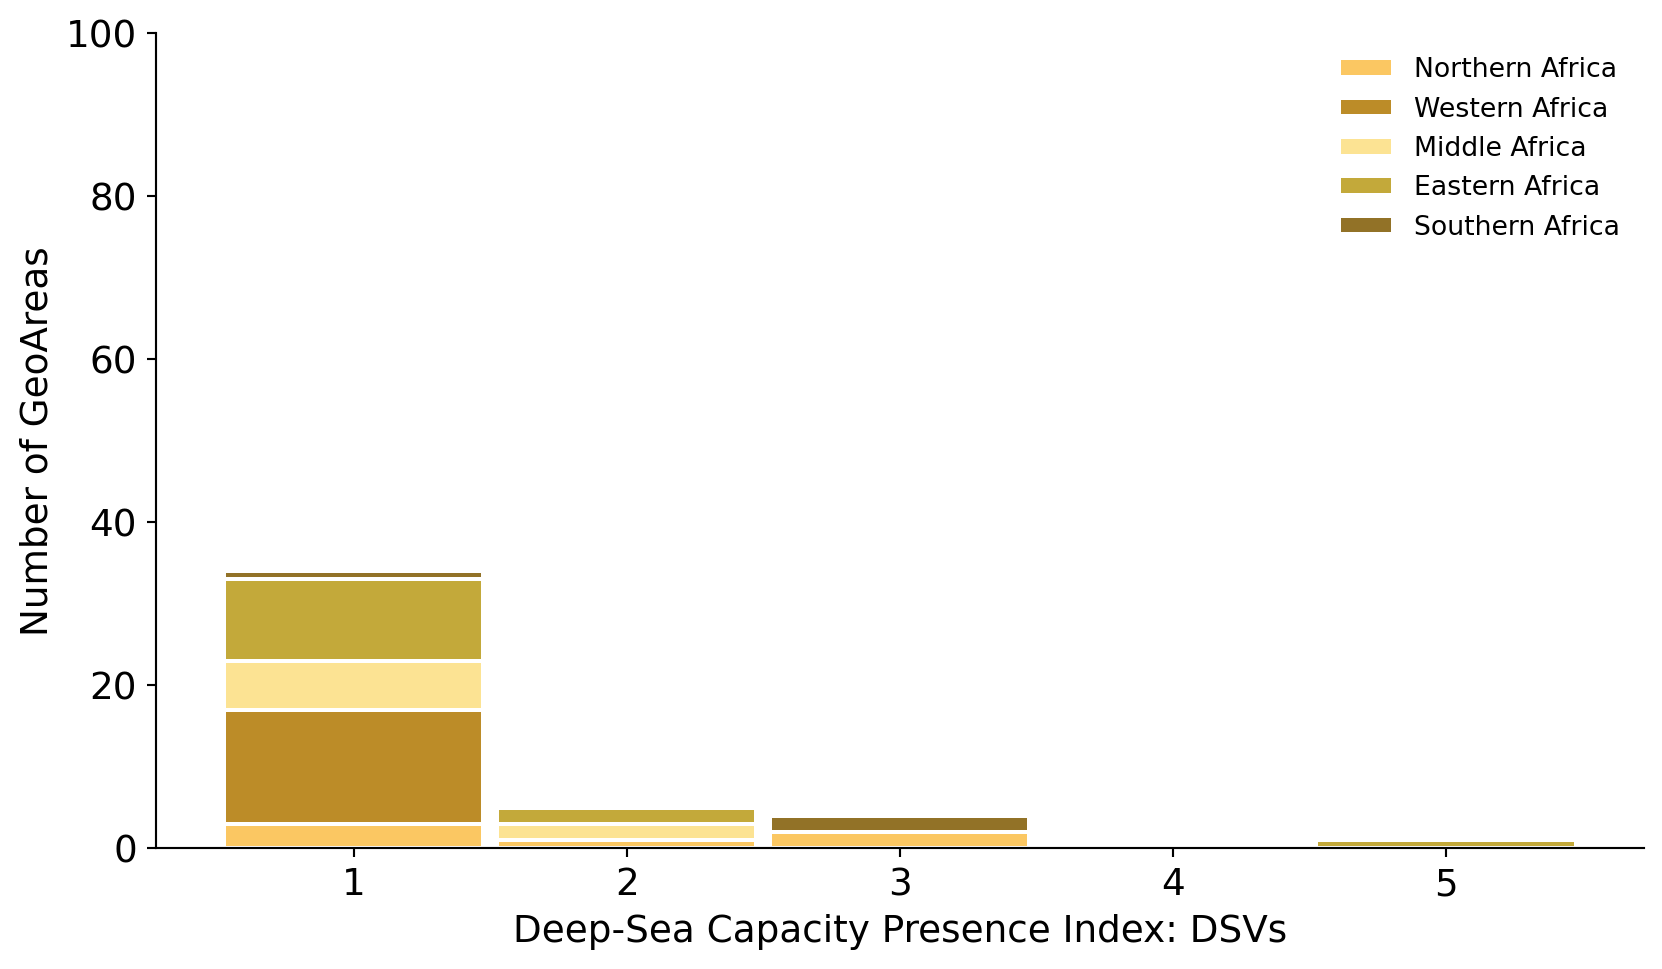 100
80
60
40
20
0
Number of GeoAreas
Northern Africa
Western Africa
Middle Africa
Eastern Africa
Southern Africa
1 2 3 4 5
Deep-Sea Capacity Presence Index: DSVs